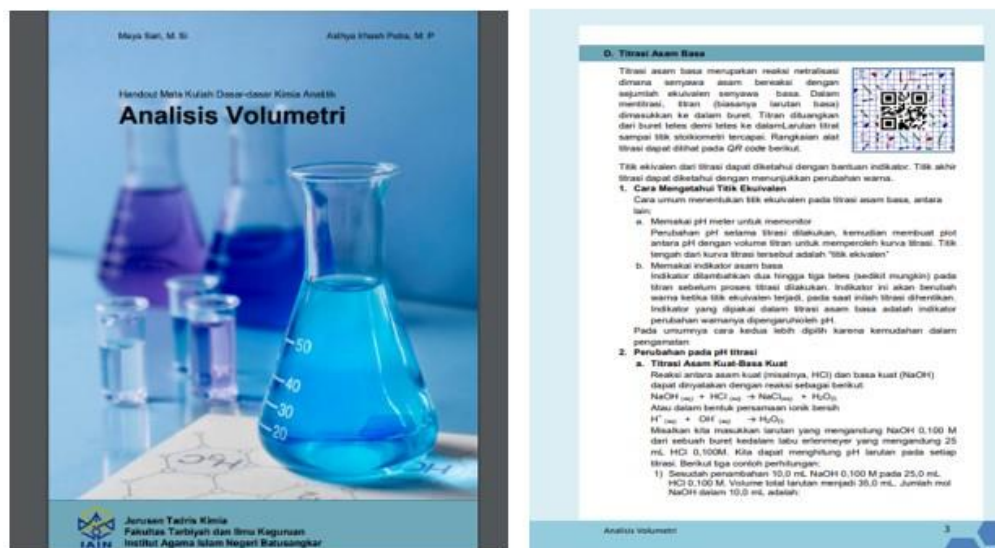 Maya Sari, M. Si
Handout Mata Kuliah Dasar-dasar Kimia Analitik
Analisis Volumetri
50
40
30
20
OH
Jurusan Tadris Kimia
Fakultas Tarbiyah dan Ilmu Keguruan
Institut Agama Islam Negeri Batusangkar
IAIN
D. Titrasi Asam Basa
Titrasi asam basa merupakan reaksi netralisasi
dimana senyawa asam bereaksi dengan
sejumlah ekuivalen senyawa basa. Dalam
mentitrasi, titran (biasanya larutan basa)
dimasukkan ke dalam buret. Titran dituangkan
dari buret tetes demi tetes ke dalamLarutan titrat
sampai titik stoikiometri tercapai. Rangkaian alat
titrasi dapat dilihat pada QR code berikut.
Titik ekivalen dari titrasi dapat diketahui dengan bantuan indikator. Titik akhir
titrasi dapat diketahui dengan menunjukkan perubahan warna.
1. Cara Mengetahui Titik Ekuivalen
Cara umum menentukan titik ekuivalen pada titrasi asam basa, antara
lain:
a. Memakai pH meter untuk memonitor
Perubahan pH selama titrasi dilakukan, kemudian membuat plot
antara pH dengan volume titran untuk memperoleh kurva titrasi. Titik
tengah dari kurva titrasi tersebut adalah "titik ekivalen"
b. Memakai indikator asam basa
Indikator ditambahkan dua hingga tiga tetes (sedikit mungkin) pada
titran sebelum proses titrasi dilakukan. Indikator ini akan berubah
warna ketika titik ekuivalen terjadi, pada saat inilah titrasi dihentikan.
Indikator yang dipakai dalam titrasi asam basa adalah indikator
perubahan warnanya dipengaruhioleh pH.
Pada umumnya cara kedua lebih dipilih karena kemudahan dalam
pengamatan
2. Perubahan pada pH titrasi
a. Titrasi Asam Kuat-Basa Kuat
Reaksi antara asam kuat (misalnya, HCl) dan basa kuat (NaOH)
dapat dinyatakan dengan reaksi sebagai berikut
NaOH (aq) + HCl (aq) → NaCl(aq) + H₂O(l)
Atau dalam bentuk persamaan ionik bersih
H⁺ (aq) + OH⁻ (aq) → H₂O(l)
Misalkan kita masukkan larutan yang mengandung NaOH 0,100 M
dari sebuah buret kedalam labu erlenmeyer yang mengandung 25
mL HCl 0,100M. Kita dapat menghitung pH larutan pada setiap
titrasi. Berikut tiga contoh perhitungan:
1) Sesudah penambahan 10,0 mL NaOH 0,100 M pada 25,0 mL
HCl 0,100 M. Volume total larutan menjadi 35,0 mL. Jumlah mol
NaOH dalam 10,0 mL adalah:
Analisis Volumetri
3